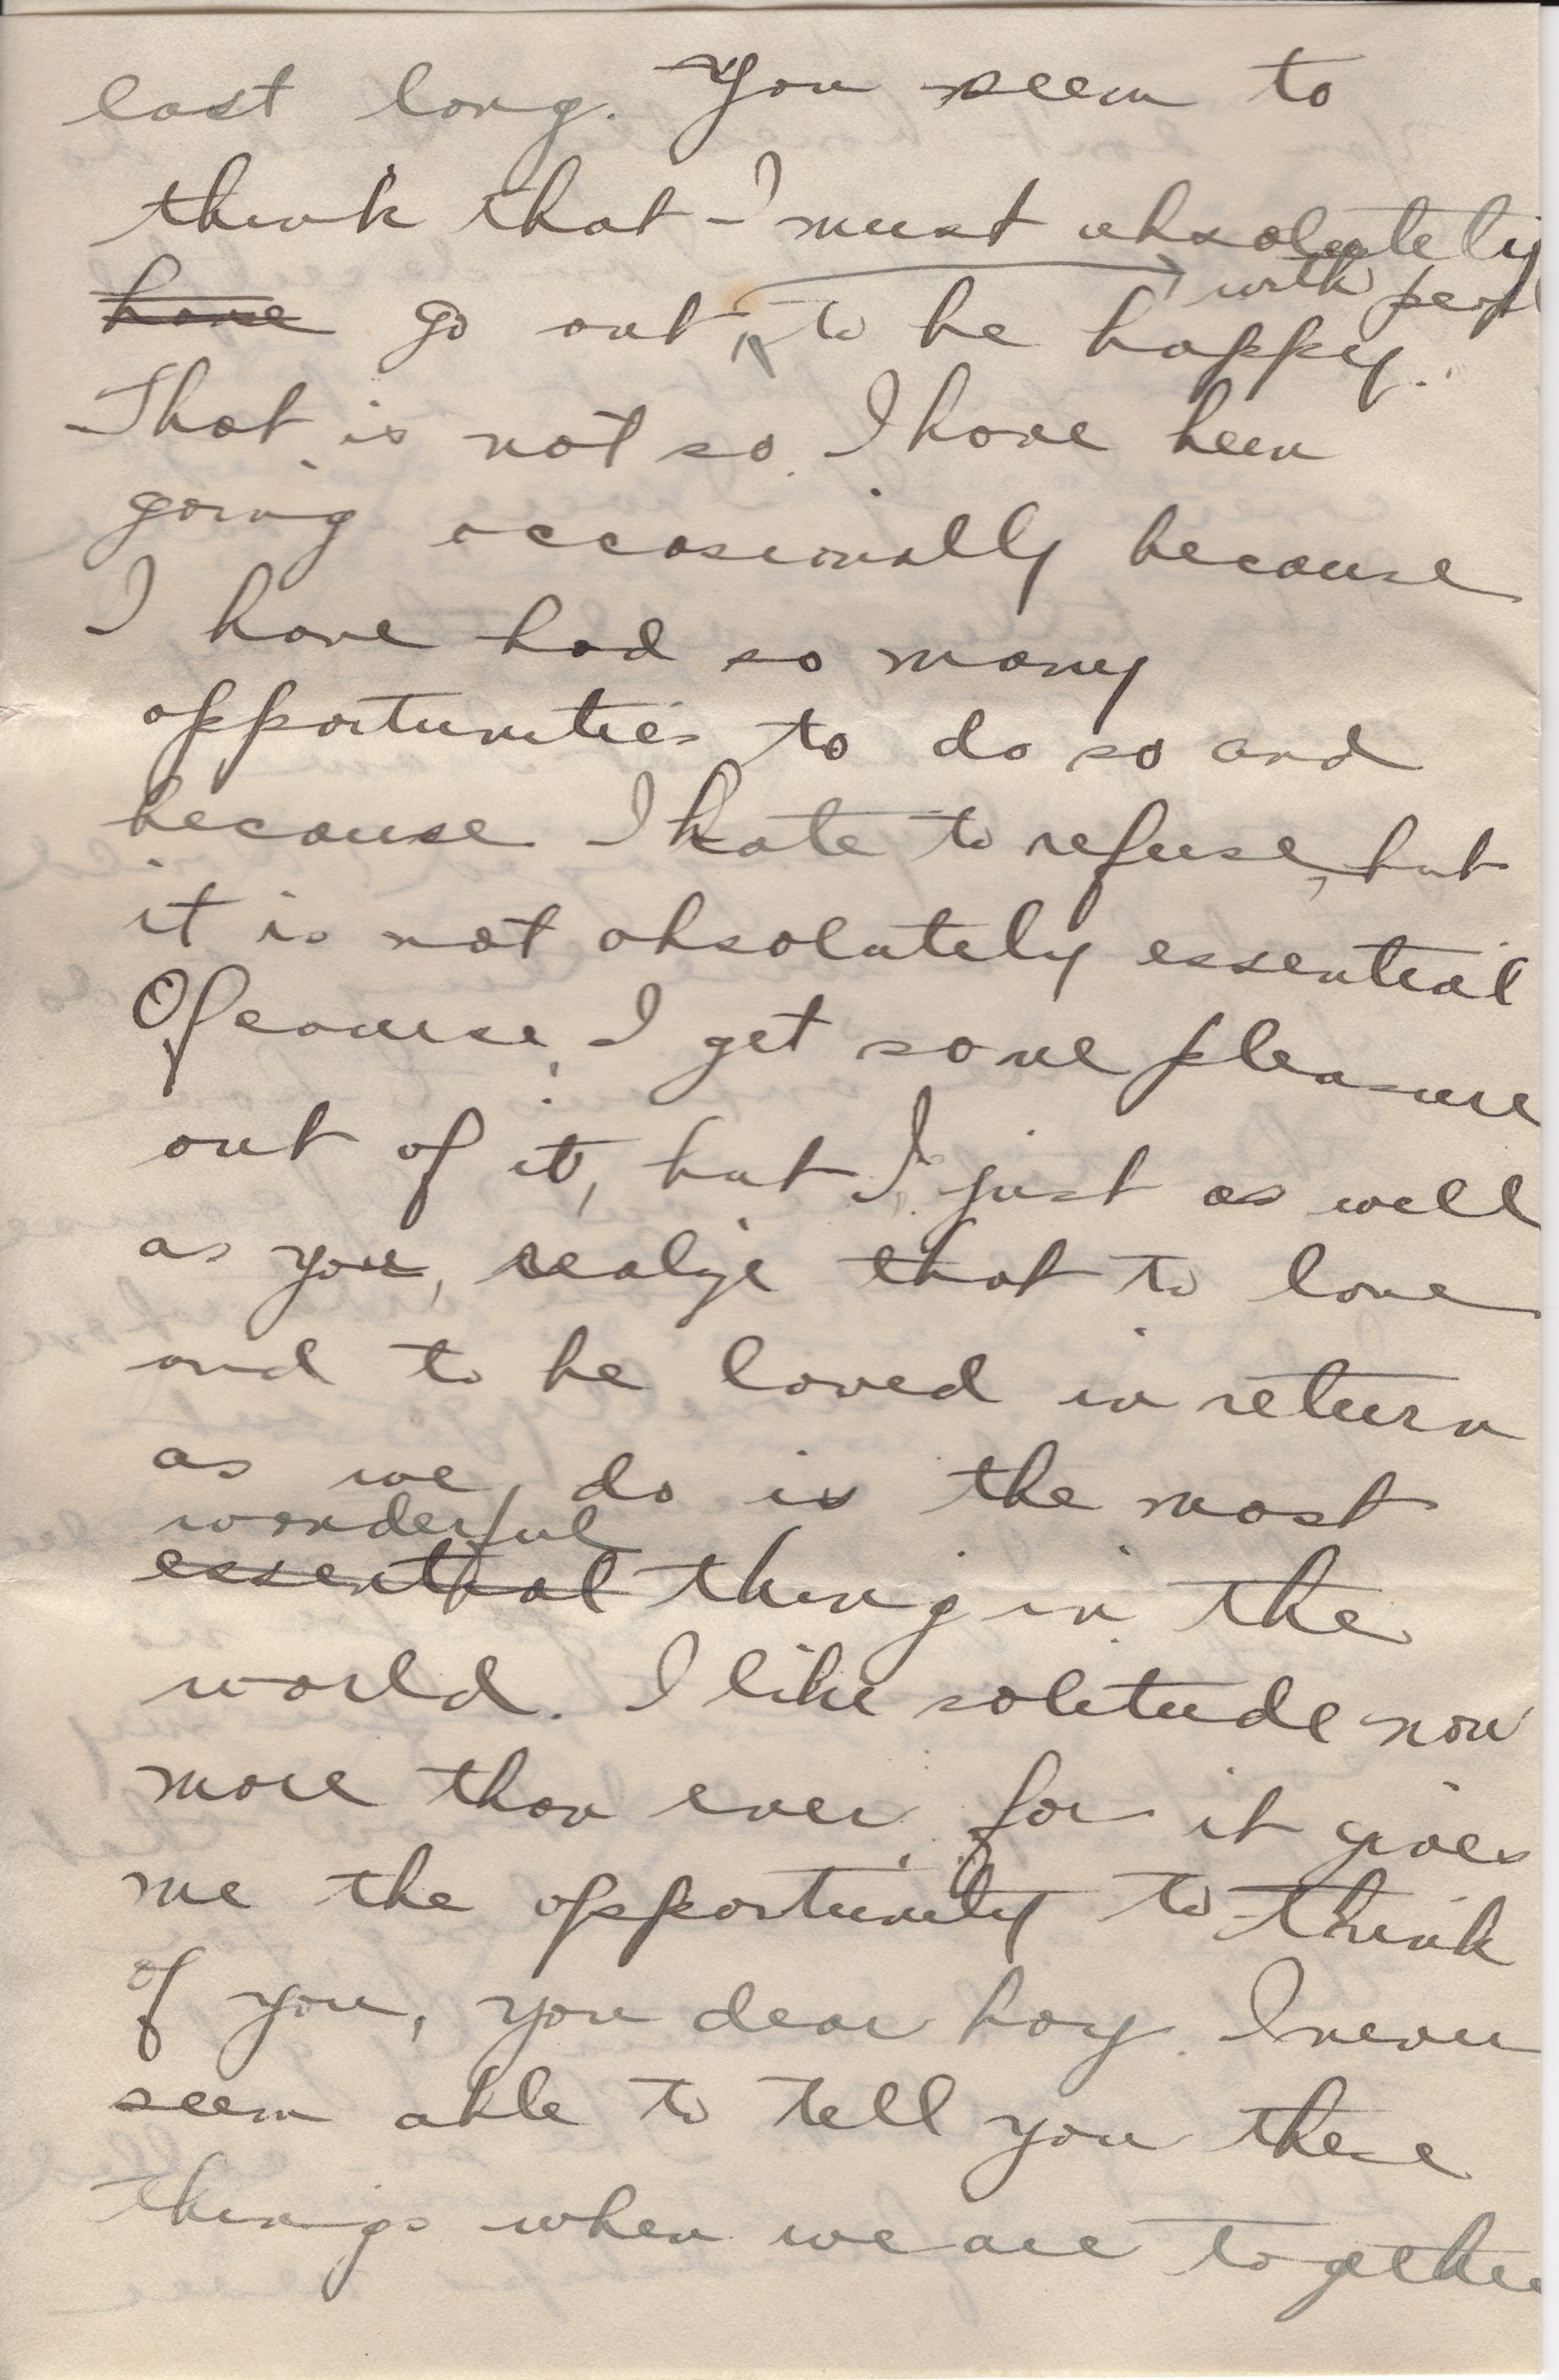 last long. You seem to
think that I must absolutely
with peopl
have go out to be happy.
That is not so. I have been
going occasionally because
I have had so many
opportunities to do so and
because I hate to refuse, but
it is not absolutely essential
Of course, I get some pleasure
out of it, but I, just as well
as you, realize that to love
and to be loved in return
as we do is the most
wonderful
essential thing in the
world. I like solitude now
more than ever, for it gives
me the opportunity to think
of you, you dear boy. I never
seem able to tell you these
things when we are together